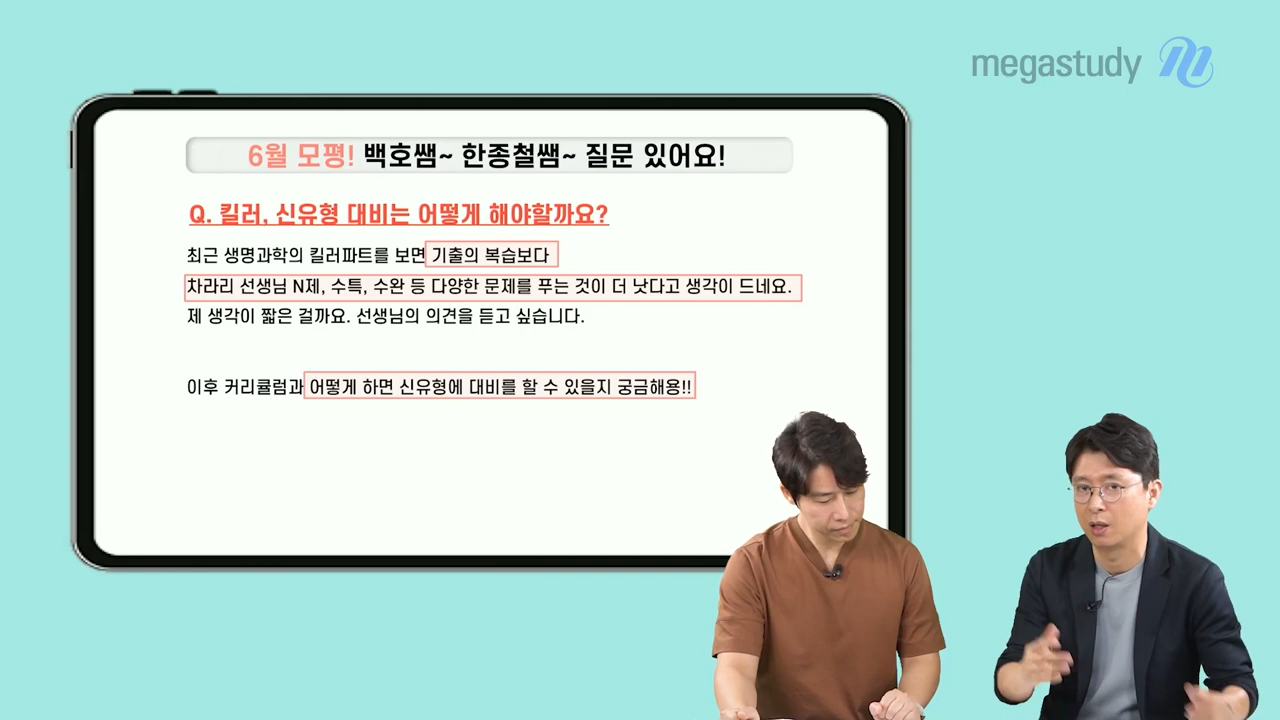 megastudy
6월 모평! 백호쌤~ 한종철쌤~ 질문 있어요!
Q. 킬러, 신유형 대비는 어떻게 해야할까요?
최근 생명과학의 킬러파트를 보면 기출의 복습보다
차라리 선생님 N제, 수특, 수완 등 다양한 문제를 푸는 것이 더 낫다고 생각이 드네요.
제 생각이 짧은 걸까요. 선생님의 의견을 듣고 싶습니다.
이후 커리큘럼과 어떻게 하면 신유형에 대비를 할 수 있을지 궁금해용!!